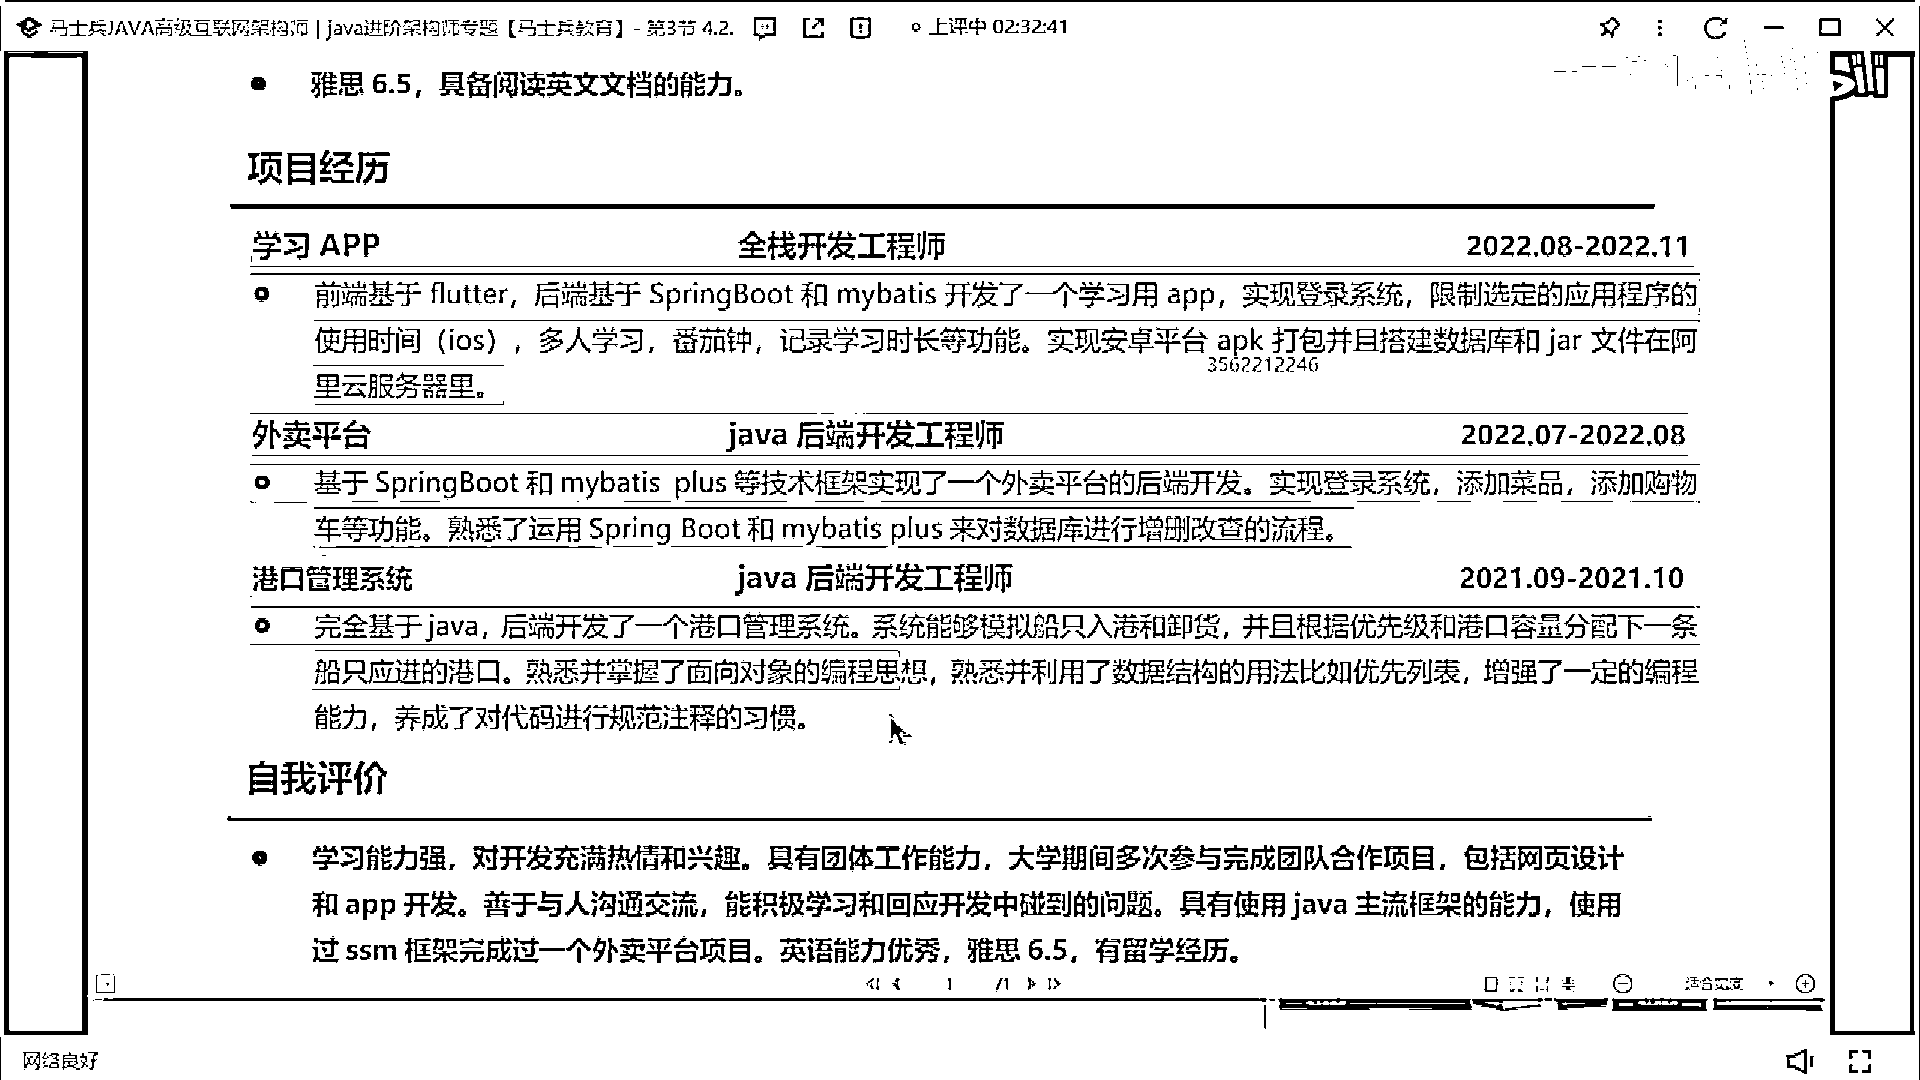 马士兵JAVA高级互联网架构师 | java进阶架构师专题【马士兵教育】- 第3节 4.2. 上课中 02:32:41
雅思 6.5，具备阅读英文文档的能力。
项目经历
学习 APP 全栈开发工程师 2022.08-2022.11
前端基于 flutter，后端基于 SpringBoot 和 mybatis 开发了一个学习用 app，实现登录系统，限制选定的应用程序的
使用时间（ios），多人学习，番茄钟，记录学习时长等功能。实现安卓平台 apk 打包并且搭建数据库和 jar 文件在阿
3562212246
里云服务器里。
外卖平台 java 后端开发工程师 2022.07-2022.08
基于 SpringBoot 和 mybatis plus 等技术框架实现了一个外卖平台的后端开发。实现登录系统，添加菜品，添加购物
车等功能。熟悉了运用 Spring Boot 和 mybatis plus 来对数据库进行增删改查的流程。
港口管理系统 java 后端开发工程师 2021.09-2021.10
完全基于 java，后端开发了一个港口管理系统。系统能够模拟船只入港和卸货，并且根据优先级和港口容量分配下一条
船只应进的港口。熟悉并掌握了面向对象的编程思想，熟悉并利用了数据结构的用法比如优先列表，增强了一定的编程
能力，养成了对代码进行规范注释的习惯。
自我评价
学习能力强，对开发充满热情和兴趣。具有团体工作能力，大学期间多次参与完成团队合作项目，包括网页设计
和 app 开发。善于与人沟通交流，能积极学习和回应开发中碰到的问题。具有使用 java 主流框架的能力，使用
过 ssm 框架完成过一个外卖平台项目。英语能力优秀，雅思 6.5，有留学经历。
1 /1 适合宽度
网络良好